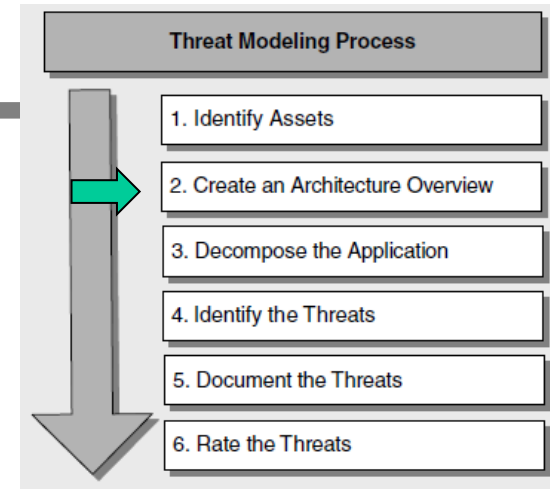 Threat Modeling Process
1. Identify Assets
2. Create an Architecture Overview
3. Decompose the Application
4. Identify the Threats
5. Document the Threats
6. Rate the Threats